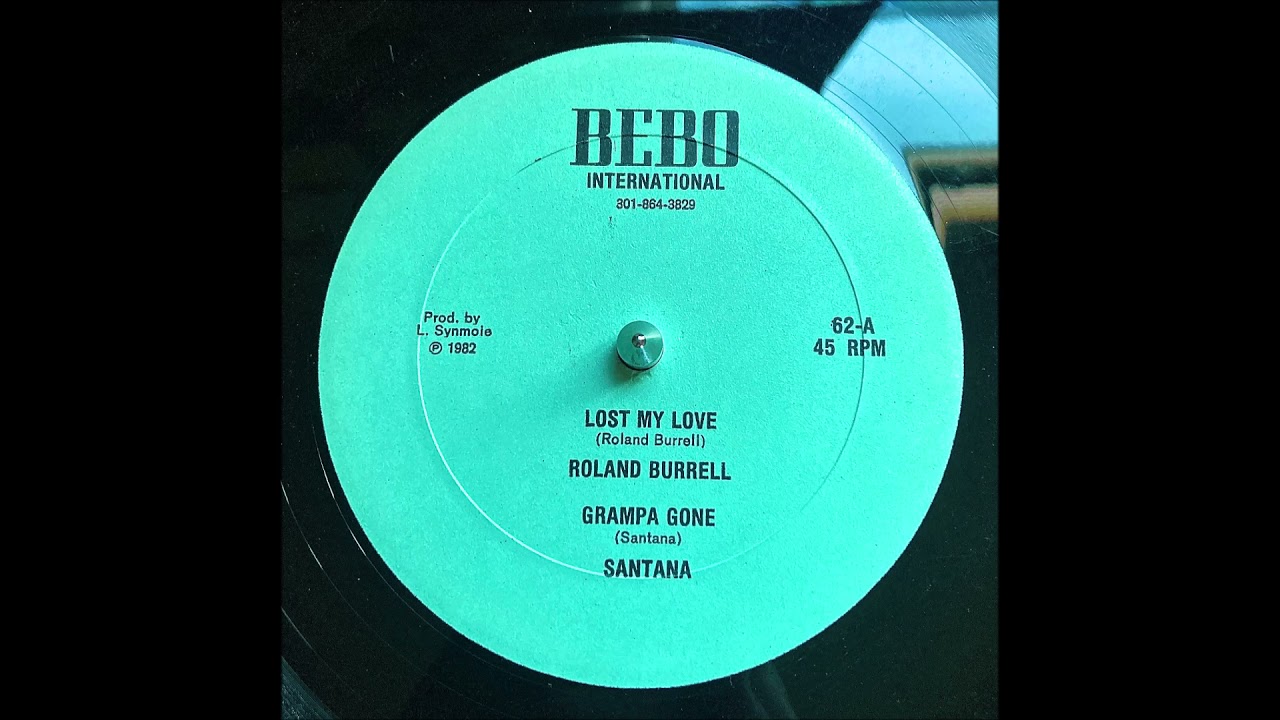 BEBO
INTERNATIONAL
301-864-3829
Prod. by
L. Synmoie
℗ 1982
62-A
45 RPM
LOST MY LOVE
(Roland Burrell)
ROLAND BURRELL
GRAMPA GONE
(Santana)
SANTANA